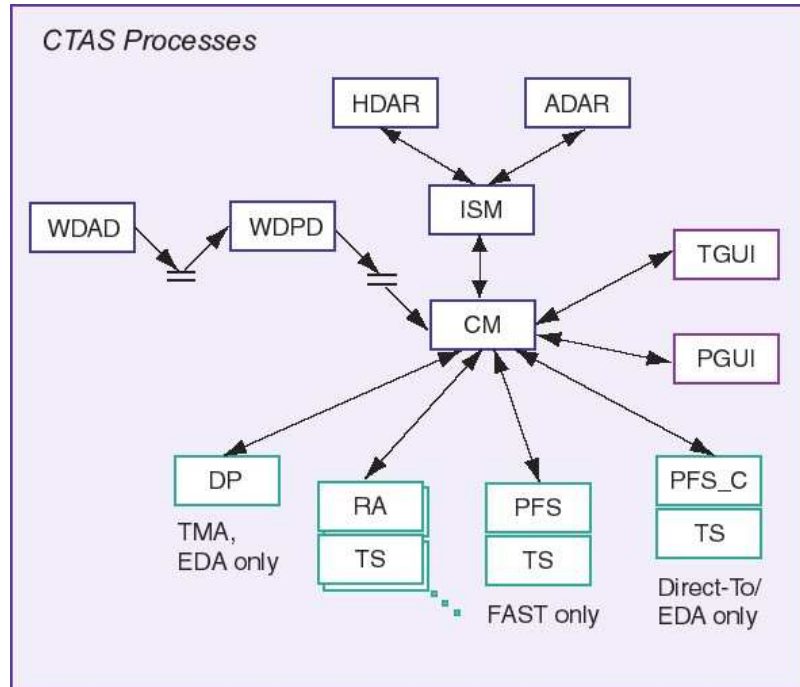 CTAS Processes
HDAR
ADAR
ISM
WDAD
WDPD
TGUI
CM
PGUI
DP
TMA,
EDA only
RA
TS
PFS
TS
FAST only
PFS_C
TS
Direct-To/
EDA only